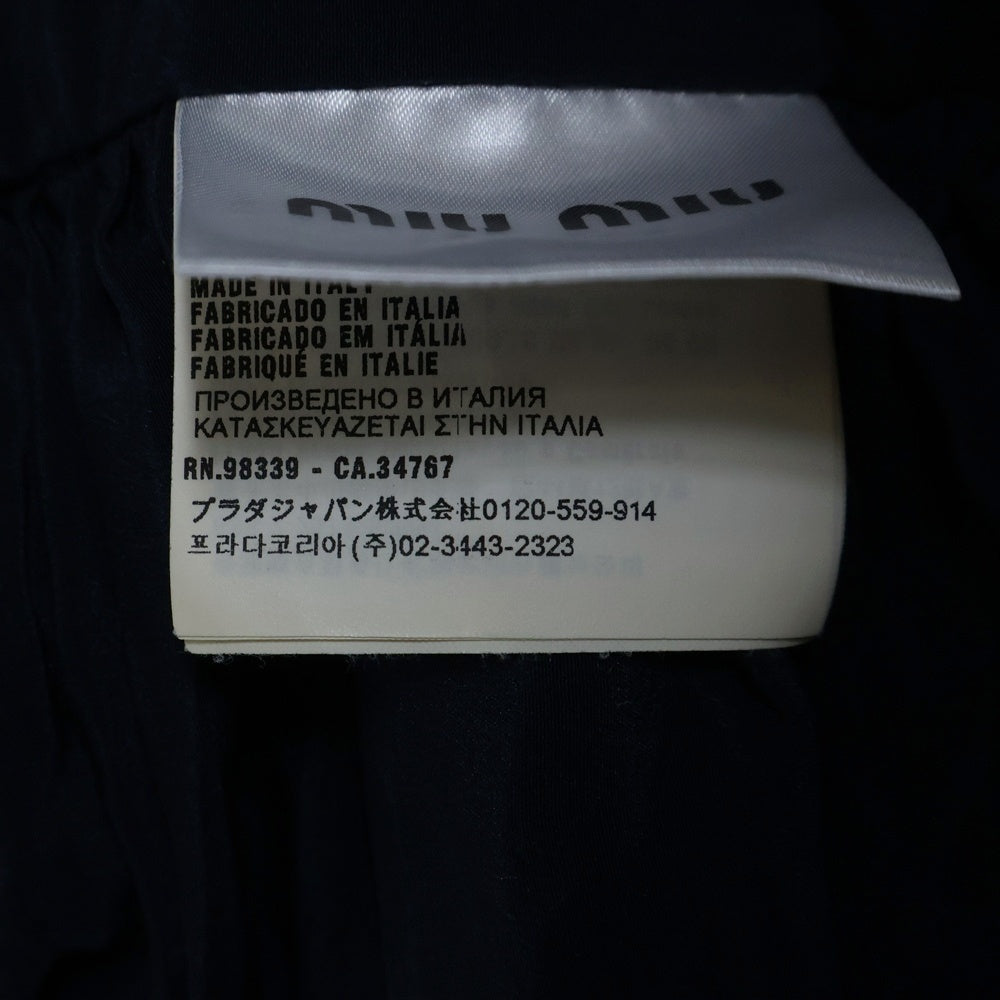 miu miu
MADE IN ITALY
FABRICADO EN ITALIA
FABRICADO EM ITÁLIA
FABRIQUÉ EN ITALIE
ПРОИЗВЕДЕНО В ИТАЛИЯ
ΚΑΤΑΣΚΕΥΑΖΕΤΑΙ ΣΤΗΝ ΙΤΑΛΙΑ
RN.98339 - CA.34767
プラダジャパン株式会社0120-559-914
프라다코리아(주)02-3443-2323